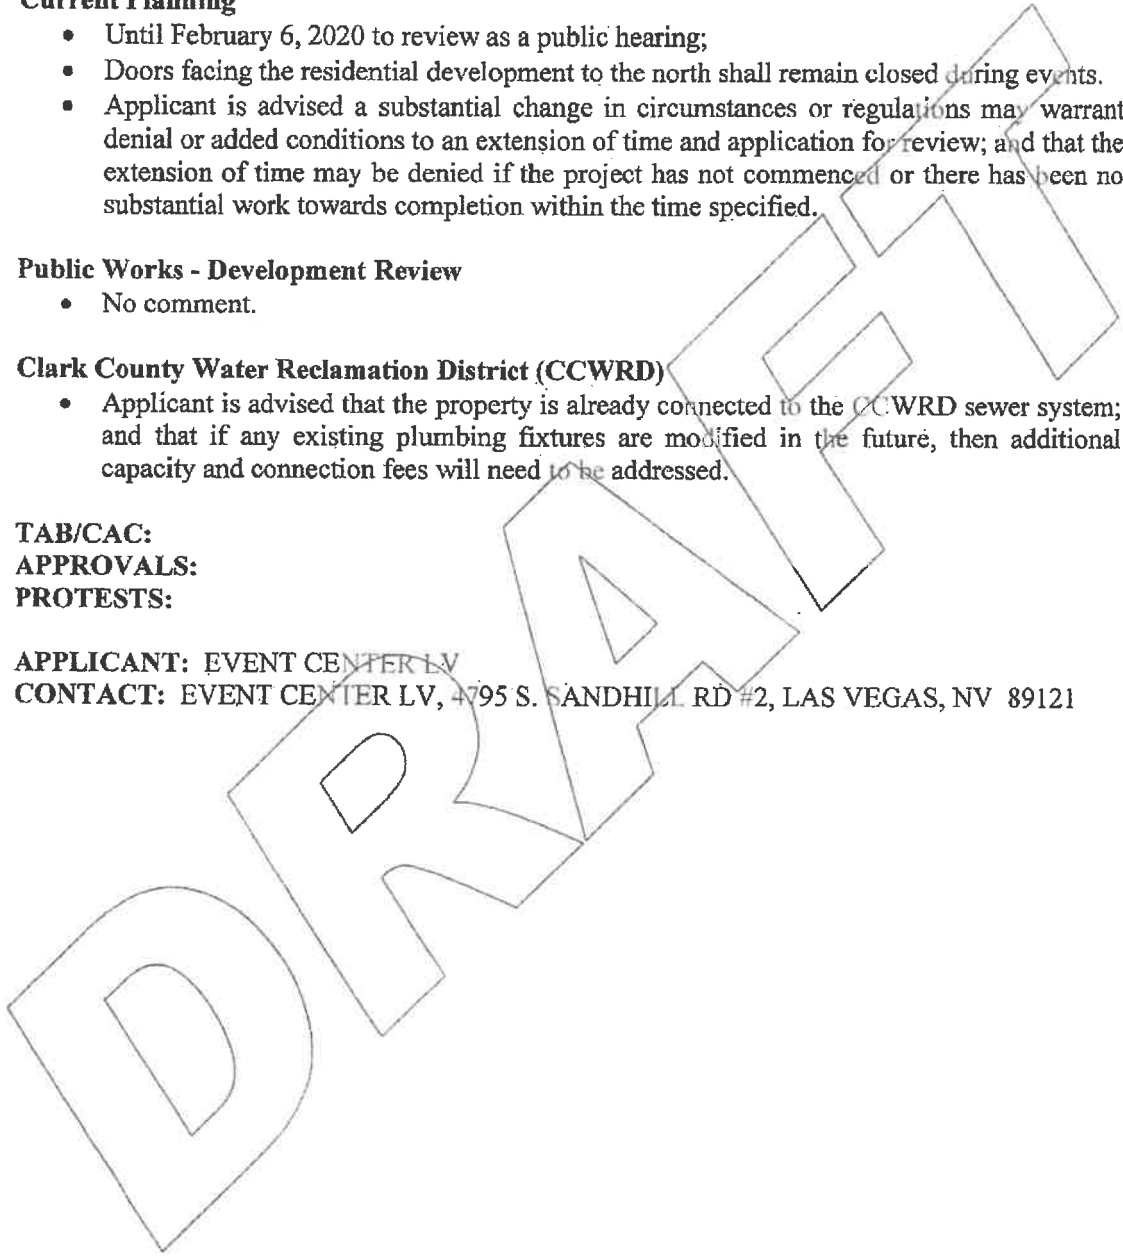 Current Planning
• Until February 6, 2020 to review as a public hearing;
• Doors facing the residential development to the north shall remain closed during events.
• Applicant is advised a substantial change in circumstances or regulations may warrant
denial or added conditions to an extension of time and application for review; and that the
extension of time may be denied if the project has not commenced or there has been no
substantial work towards completion within the time specified.
Public Works - Development Review
• No comment.
Clark County Water Reclamation District (CCWRD)
• Applicant is advised that the property is already connected to the CCWRD sewer system;
and that if any existing plumbing fixtures are modified in the future, then additional
capacity and connection fees will need to be addressed.
TAB/CAC:
APPROVALS:
PROTESTS:
APPLICANT: EVENT CENTER LV
CONTACT: EVENT CENTER LV, 4795 S. SANDHILL RD #2, LAS VEGAS, NV 89121
DRAFT